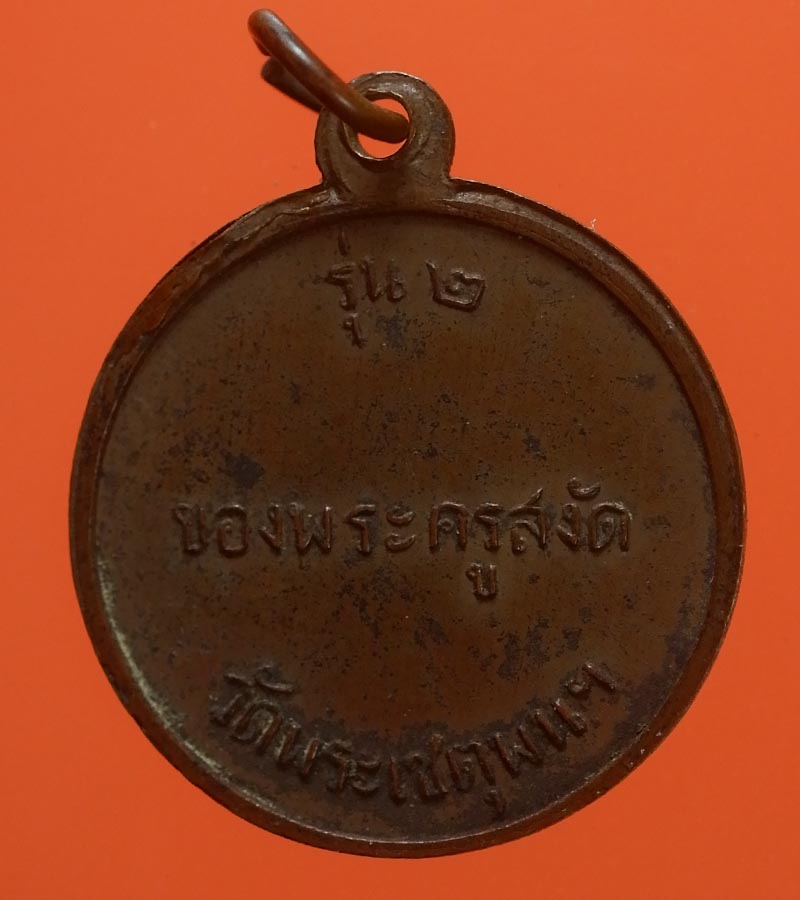 รุ่น ๒
ของพระครูสงัด
วัดพระเชตุพนฯ